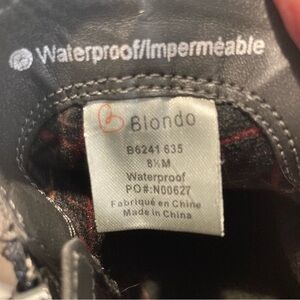 Waterproof/Imperméable
Blondo
B6241 635
8½M
Waterproof
PO#:N00627
Fabriqué en Chine
Made in China